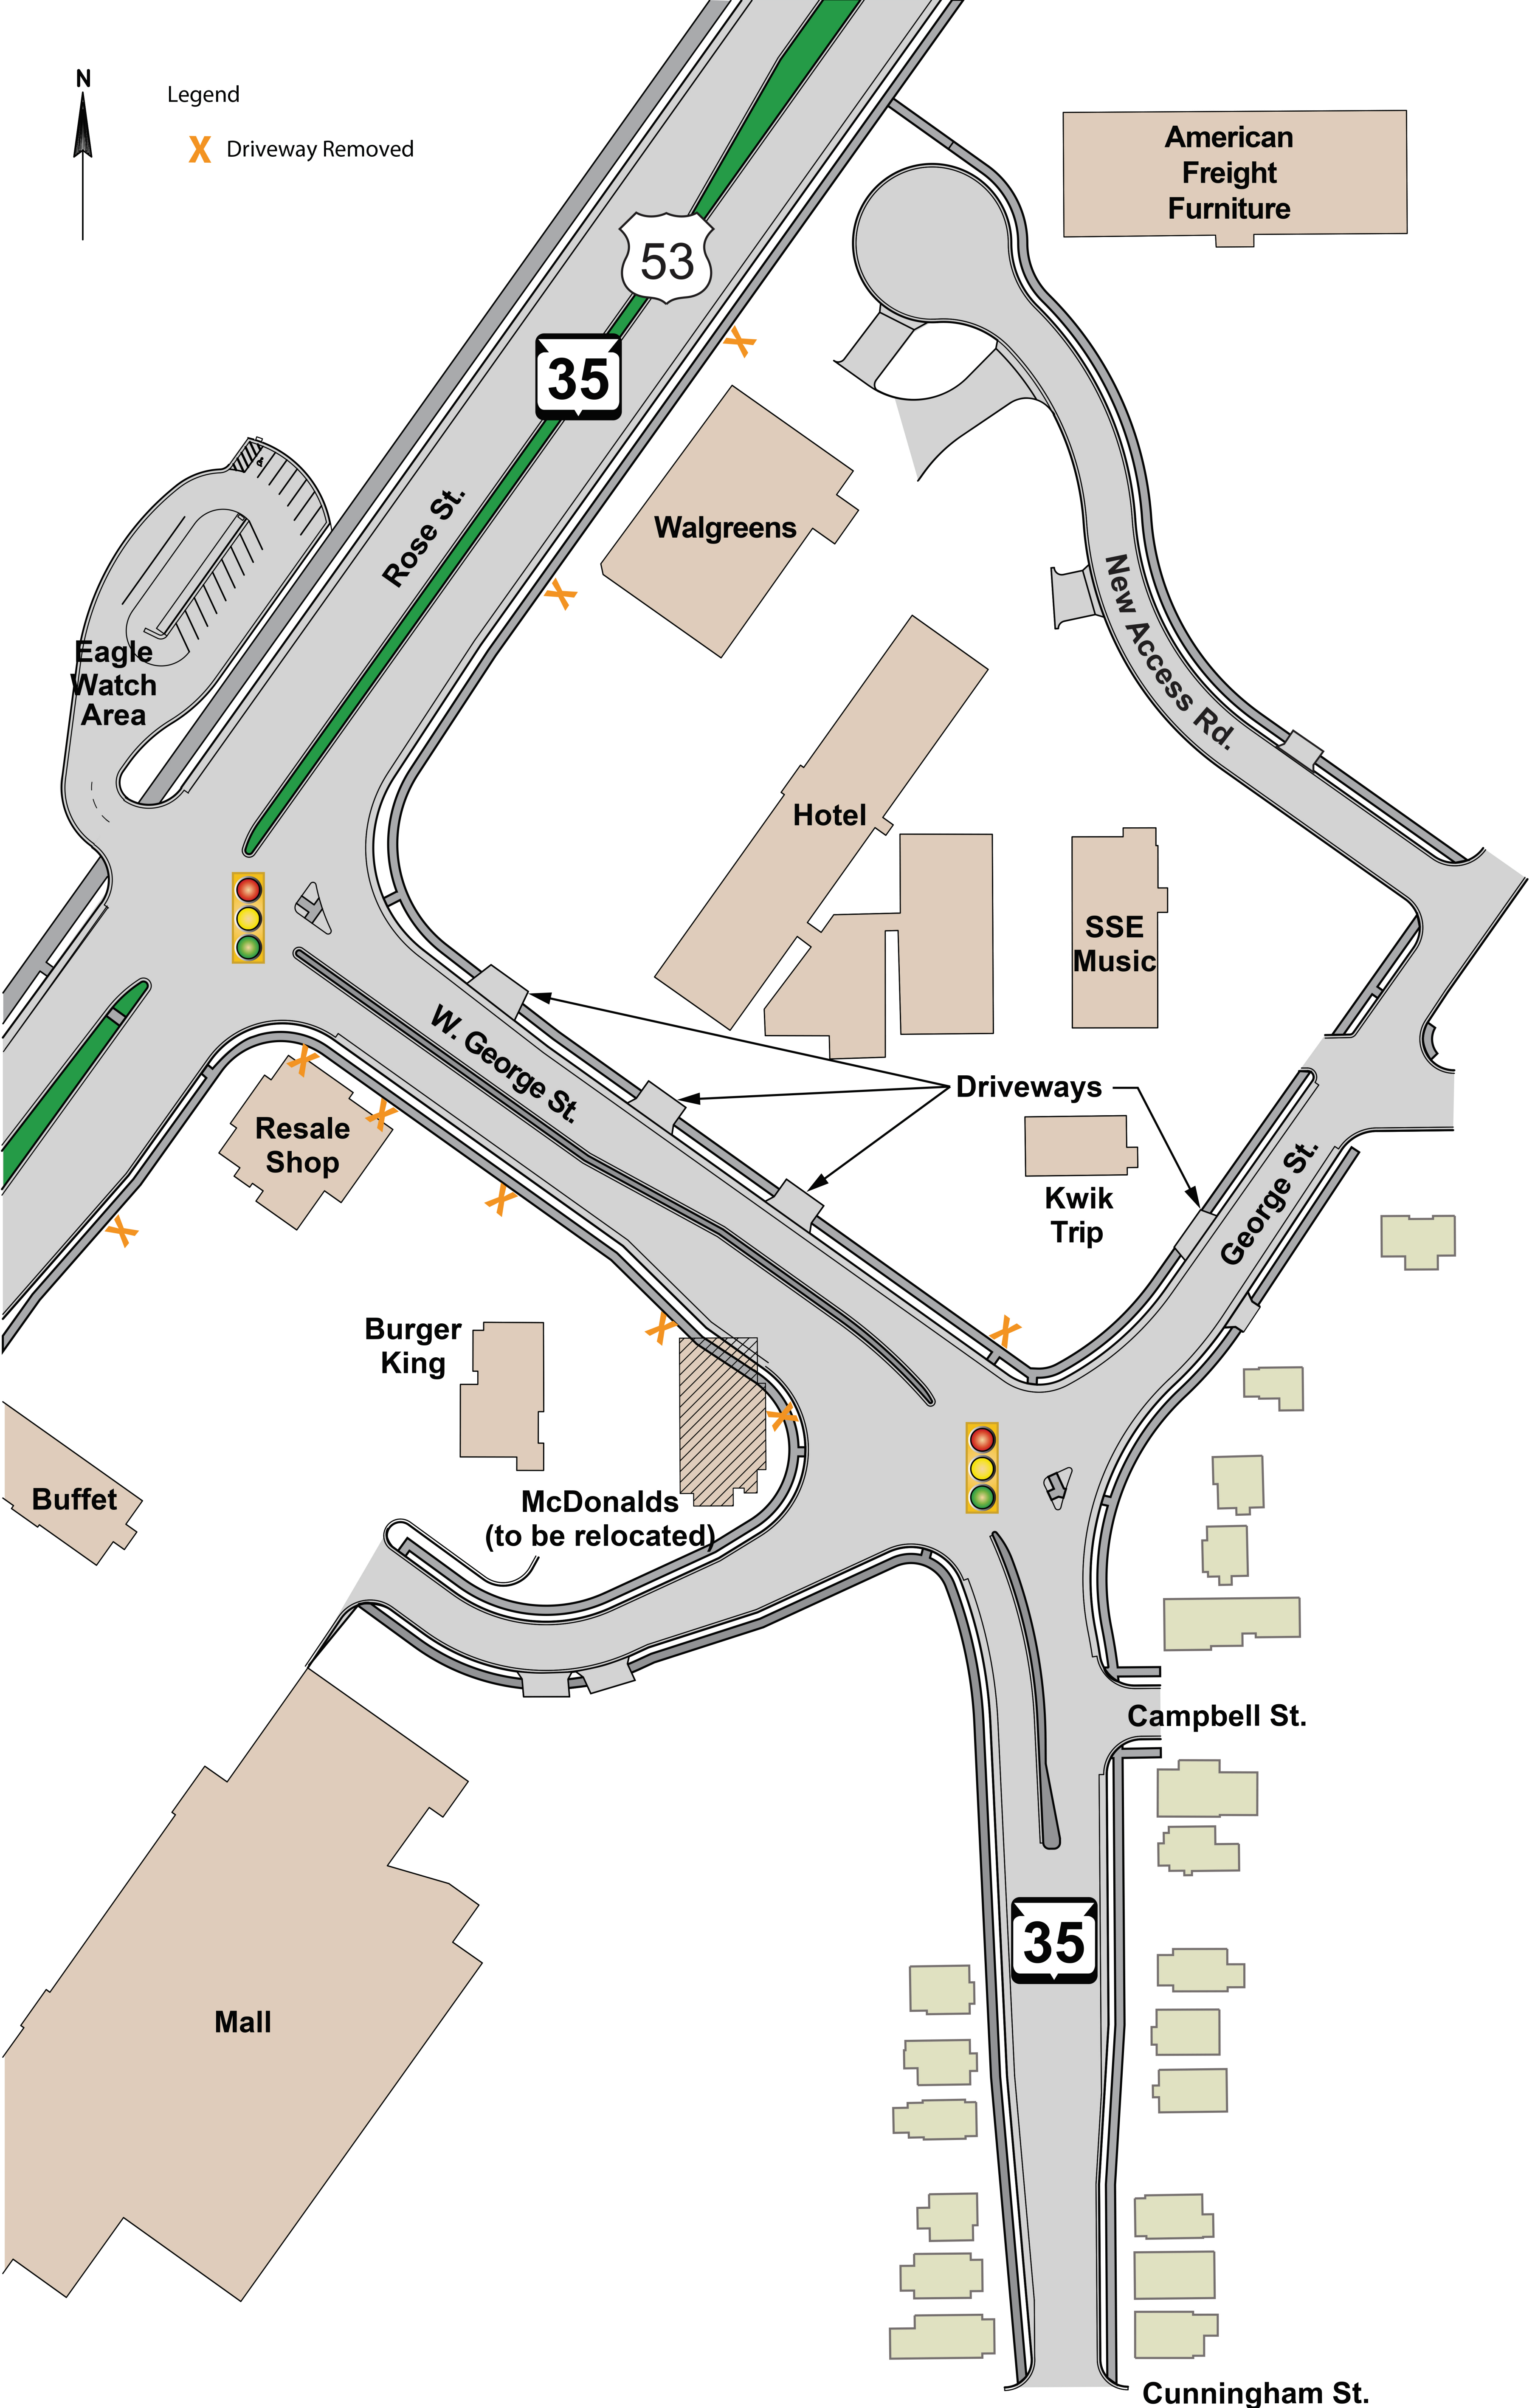 N
Legend
X Driveway Removed
American
Freight
Furniture
53
35
Rose St.
Walgreens
New Access Rd.
Eagle
Watch
Area
Hotel
SSE
Music
W. George St.
Driveways
Resale
Shop
Kwik
Trip
George St.
Burger
King
Buffet
McDonalds
(to be relocated)
Campbell St.
35
Mall
Cunningham St.